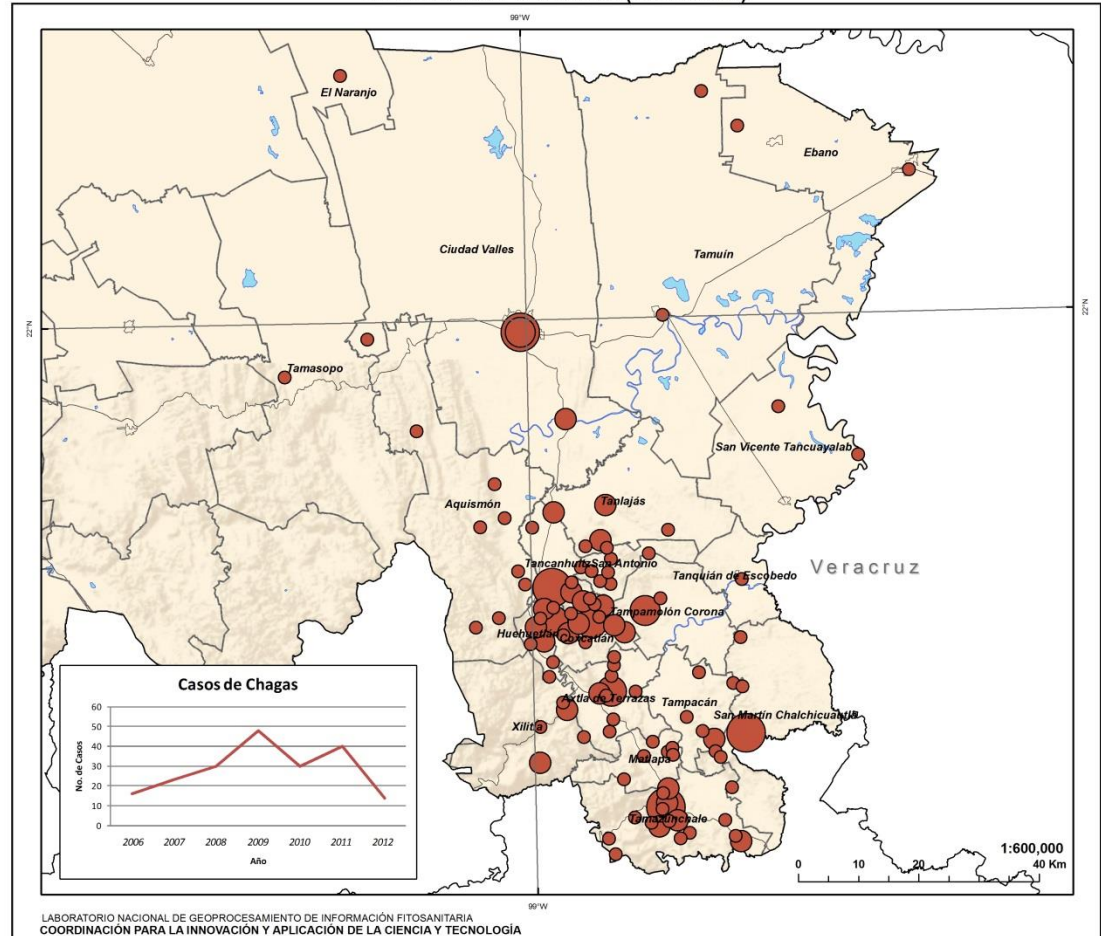 99°W
El Naranjo
Ebano
Ciudad Valles
Tamuín
22°N
22°N
Tamasopo
San Vicente Tancuayalab
Aquismón
Tanlajás
Veracruz
Tancanhuitz
San Antonio
Tanquián de Escobedo
Tampamolón Corona
Huehuetlán
Coxcatlán
Axtla de Terrazas
Tampacán
San Martín Chalchicuautla
Xilitla
Matlapa
Tamazunchale
Casos de Chagas
No. de Casos
60
50
40
30
20
10
0
2006 2007 2008 2009 2010 2011 2012
Año
1:600,000
0 10 20 40 Km
99°W
LABORATORIO NACIONAL DE GEOPROCESAMIENTO DE INFORMACIÓN FITOSANITARIA
COORDINACIÓN PARA LA INNOVACIÓN Y APLICACIÓN DE LA CIENCIA Y TECNOLOGÍA